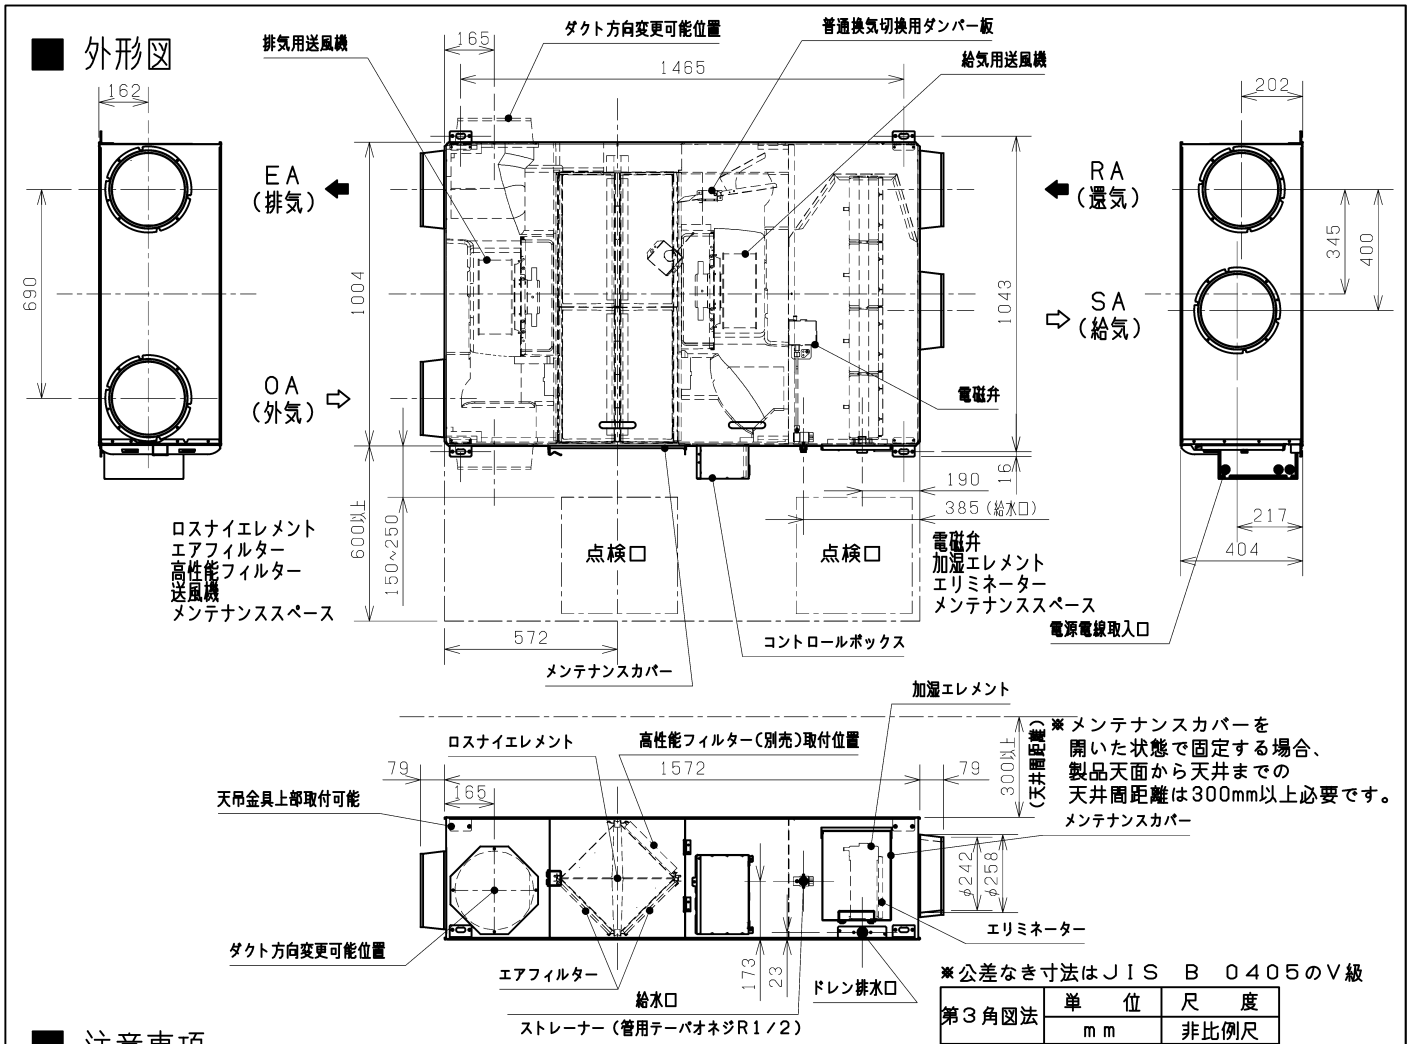 ■ 外形図
排気用送風機
165
ダクト方向変更可能位置
普通換気切換用ダンパー板
給気用送風機
1465
162
202
EA
(排気)
RA
(還気)
690
1004
1043
345
400
SA
(給気)
OA
(外気)
電磁弁
16
190
385(給水口)
217
404
600以上
150~250
ロスナイエレメント
エアフィルター
高性能フィルター
送風機
メンテナンススペース
点検口
点検口
電磁弁
加湿エレメント
エリミネーター
メンテナンススペース
電源電線取入口
572
コントロールボックス
メンテナンスカバー
加湿エレメント
ロスナイエレメント
高性能フィルター(別売)取付位置
300以上
(天井間距離)
※メンテナンスカバーを
開いた状態で固定する場合、
製品天面から天井までの
天井間距離は300mm以上必要です。
79
1572
79
165
天吊金具上部取付可能
メンテナンスカバー
φ242
φ258
エリミネーター
ダクト方向変更可能位置
エアフィルター
173
23
ドレン排水口
給水口
ストレーナー(管用テーパオネジR1/2)
※公差なき寸法はJIS B 0405のV級
第3角図法
単 位
尺 度
mm
非比例尺
■ 注意事項